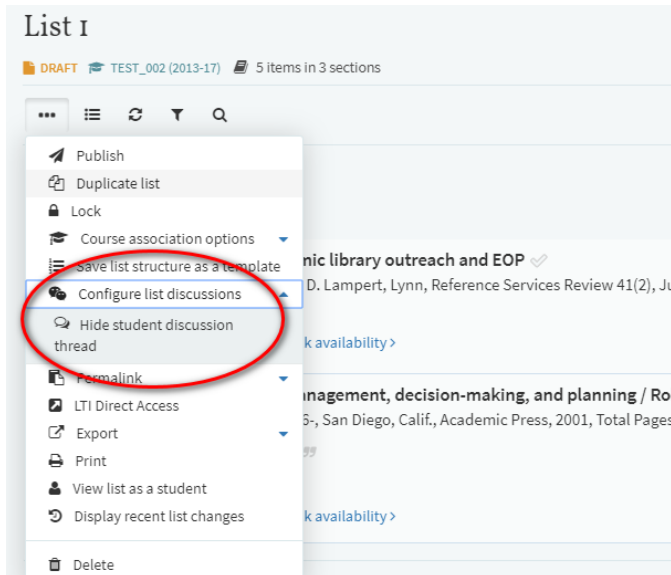 List 1
DRAFT TEST_002 (2013-17) 5 items in 3 sections
Publish
Duplicate list
Lock
Course association options
Save list structure as a template
Configure list discussions
Hide student discussion
thread
Permalink
LTI Direct Access
Export
Print
View list as a student
Display recent list changes
Delete
nic library outreach and EOP
D. Lampert, Lynn, Reference Services Review 41(2), Ju
k availability >
nagement, decision-making, and planning / Ro
6-, San Diego, Calif., Academic Press, 2001, Total Pages
k availability >